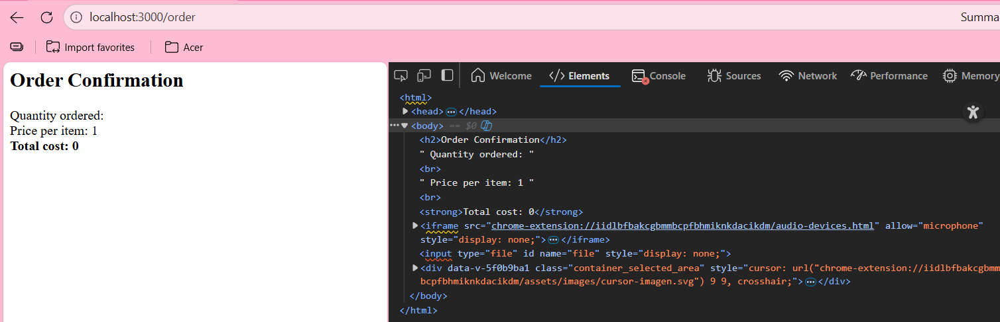 localhost:3000/order
Summa
Import favorites
Acer
Order Confirmation
Quantity ordered:
Price per item: 1
Total cost: 0
Welcome
</> Elements
Console
Sources
Network
Performance
Memory
<html>
<head> ••• </head>
••• <body> == $0
<h2>Order Confirmation</h2>
" Quantity ordered: "
<br>
" Price per item: 1 "
<br>
<strong>Total cost: 0</strong>
<iframe src="chrome-extension://iidlbfbakcgbmmbcpfbhmiknkdacikdm/audio-devices.html" allow="microphone"
style="display: none;"> ••• </iframe>
<input type="file" id name="file" style="display: none;">
<div data-v-5f0b9ba1 class="container_selected_area" style="cursor: url("chrome-extension://iidlbfbakcgbmm
bcpfbhmiknkdacikdm/assets/images/cursor-imagen.svg") 9 9, crosshair;"> ••• </div>
</body>
</html>